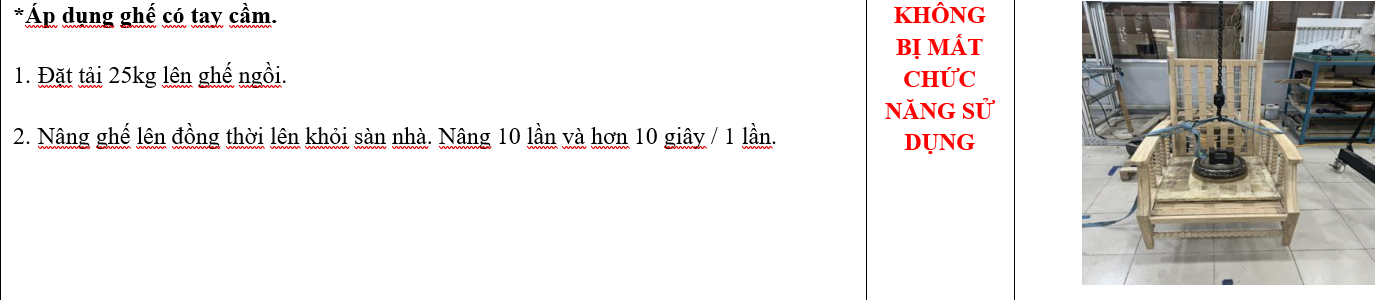 *Áp dụng ghế có tay cầm.
1. Đặt tải 25kg lên ghế ngồi.
2. Nâng ghế lên đồng thời lên khỏi sàn nhà. Nâng 10 lần và hơn 10 giây / 1 lần.
KHÔNG
BỊ MẤT
CHỨC
NĂNG SỬ
DỤNG